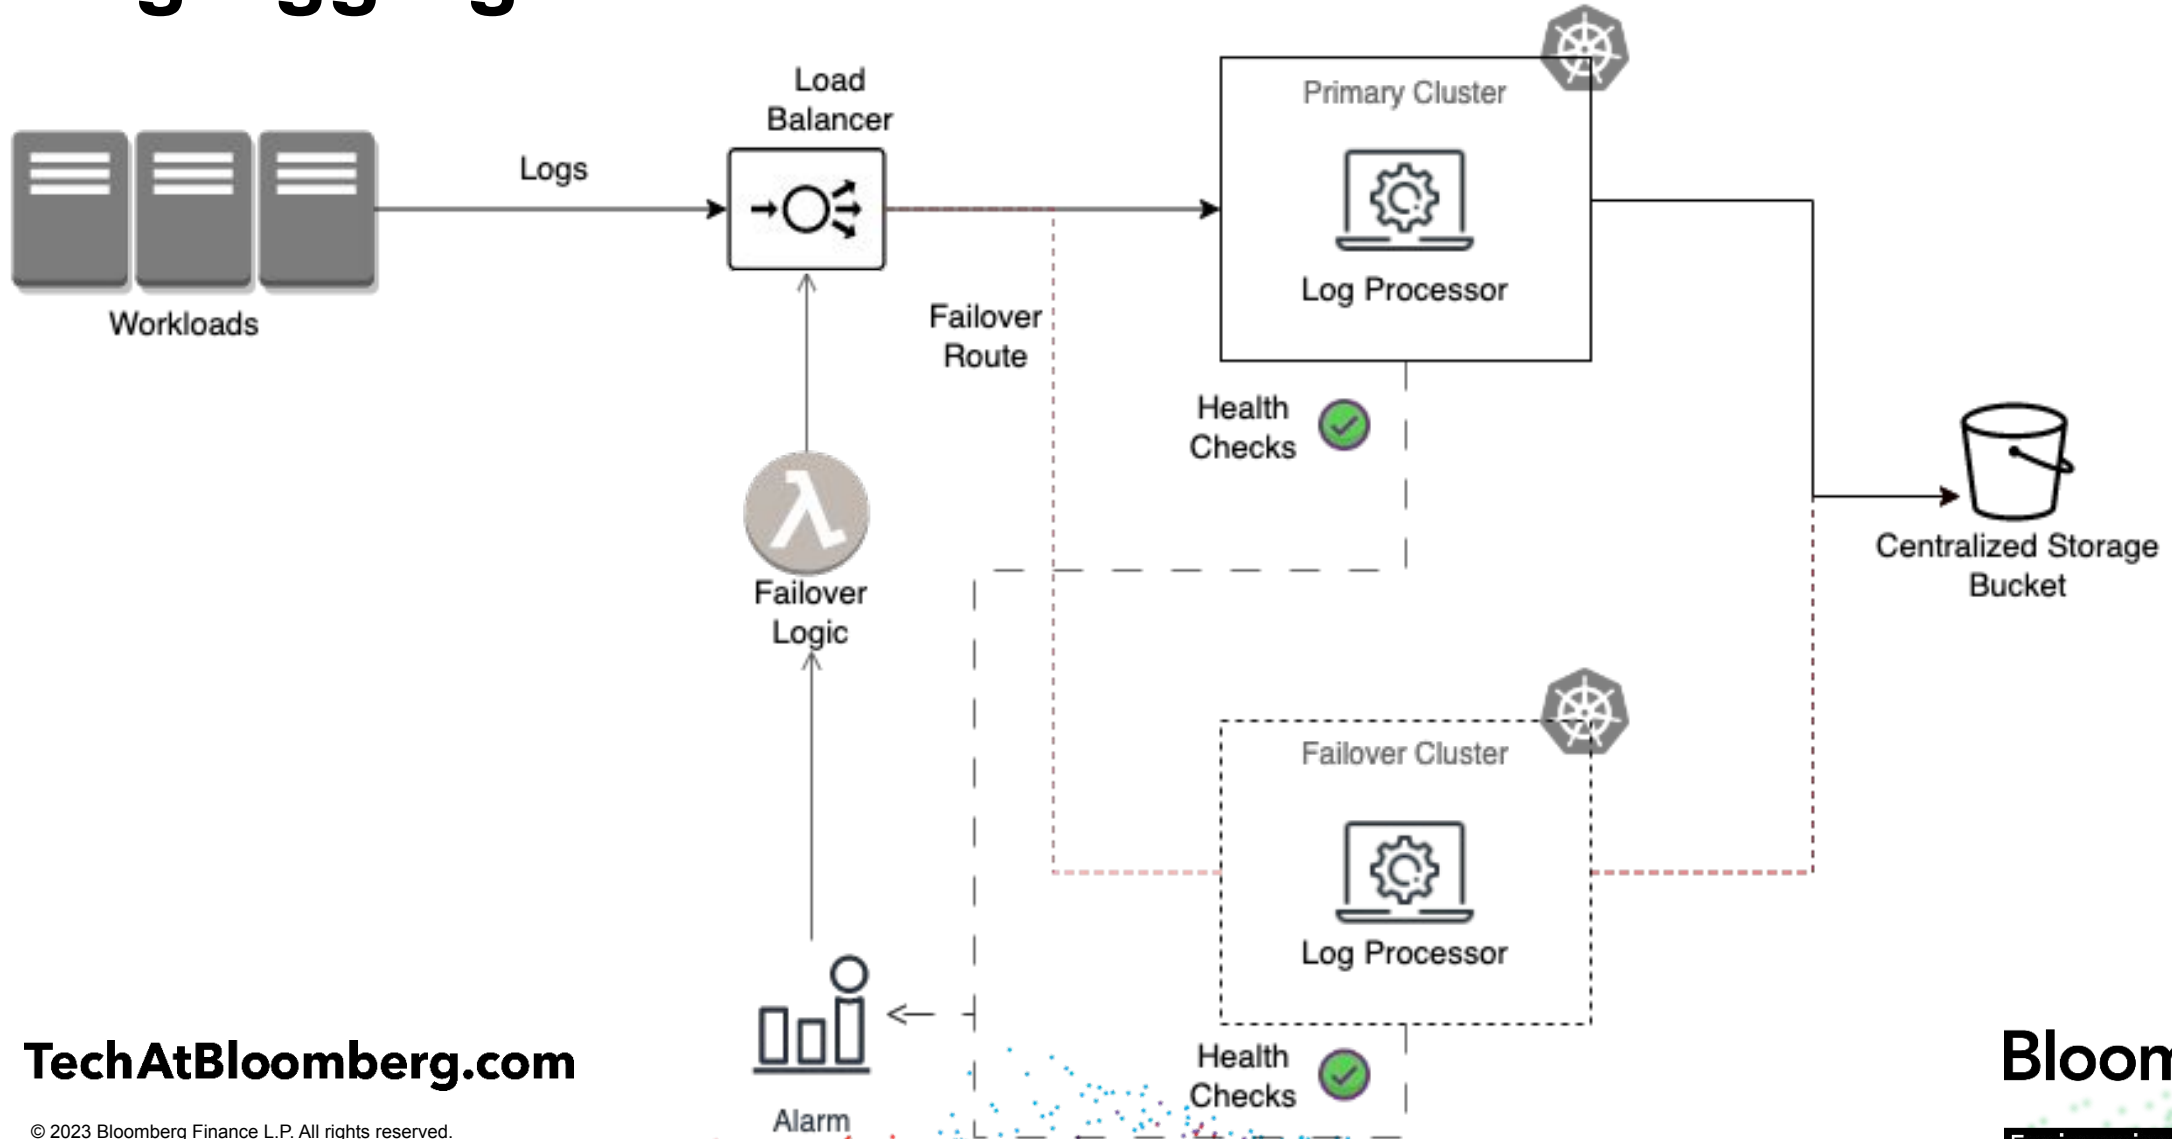 Load
Balancer
Primary Cluster
Logs
Log Processor
Workloads
Failover
Route
Health
Checks
Centralized Storage
Bucket
Failover
Logic
Failover Cluster
Log Processor
Health
Checks
Alarm
TechAtBloomberg.com
© 2023 Bloomberg Finance L.P. All rights reserved.